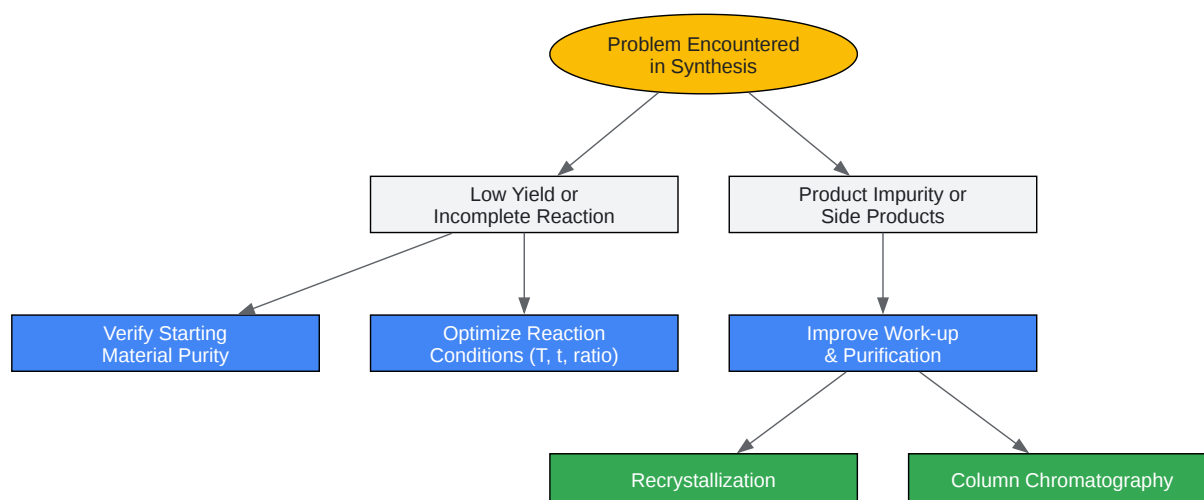 Problem Encountered
in Synthesis
Low Yield or
Incomplete Reaction
Product Impurity or
Side Products
Verify Starting
Material Purity
Optimize Reaction
Conditions (T, t, ratio)
Improve Work-up
& Purification
Recrystallization
Column Chromatography